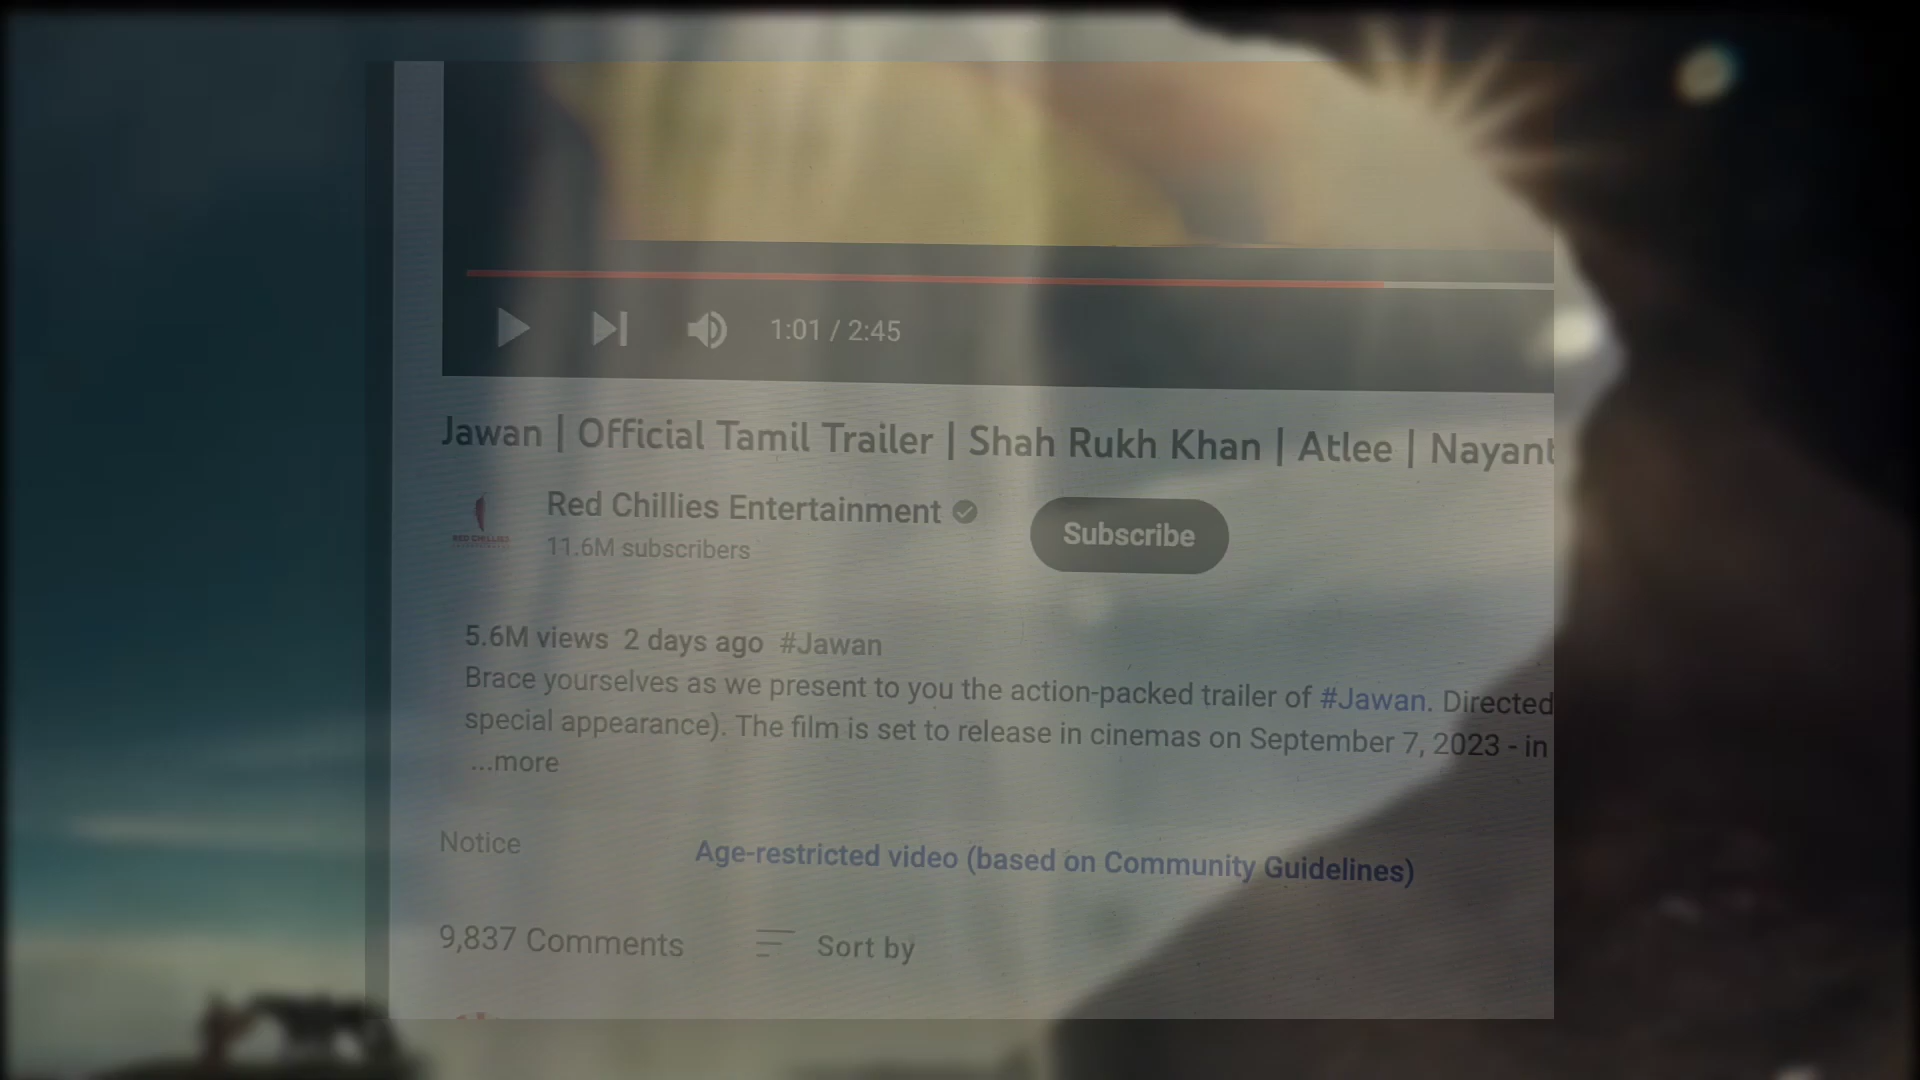 1:01 / 2:45
Jawan | Official Tamil Trailer | Shah Rukh Khan | Atlee | Nayant
Red Chillies Entertainment
RED CHILLIES
11.6M subscribers
Subscribe
5.6M views 2 days ago #Jawan
Brace yourselves as we present to you the action-packed trailer of #Jawan. Directed
special appearance). The film is set to release in cinemas on September 7, 2023 - in
...more
Notice
Age-restricted video (based on Community Guidelines)
9,837 Comments
Sort by